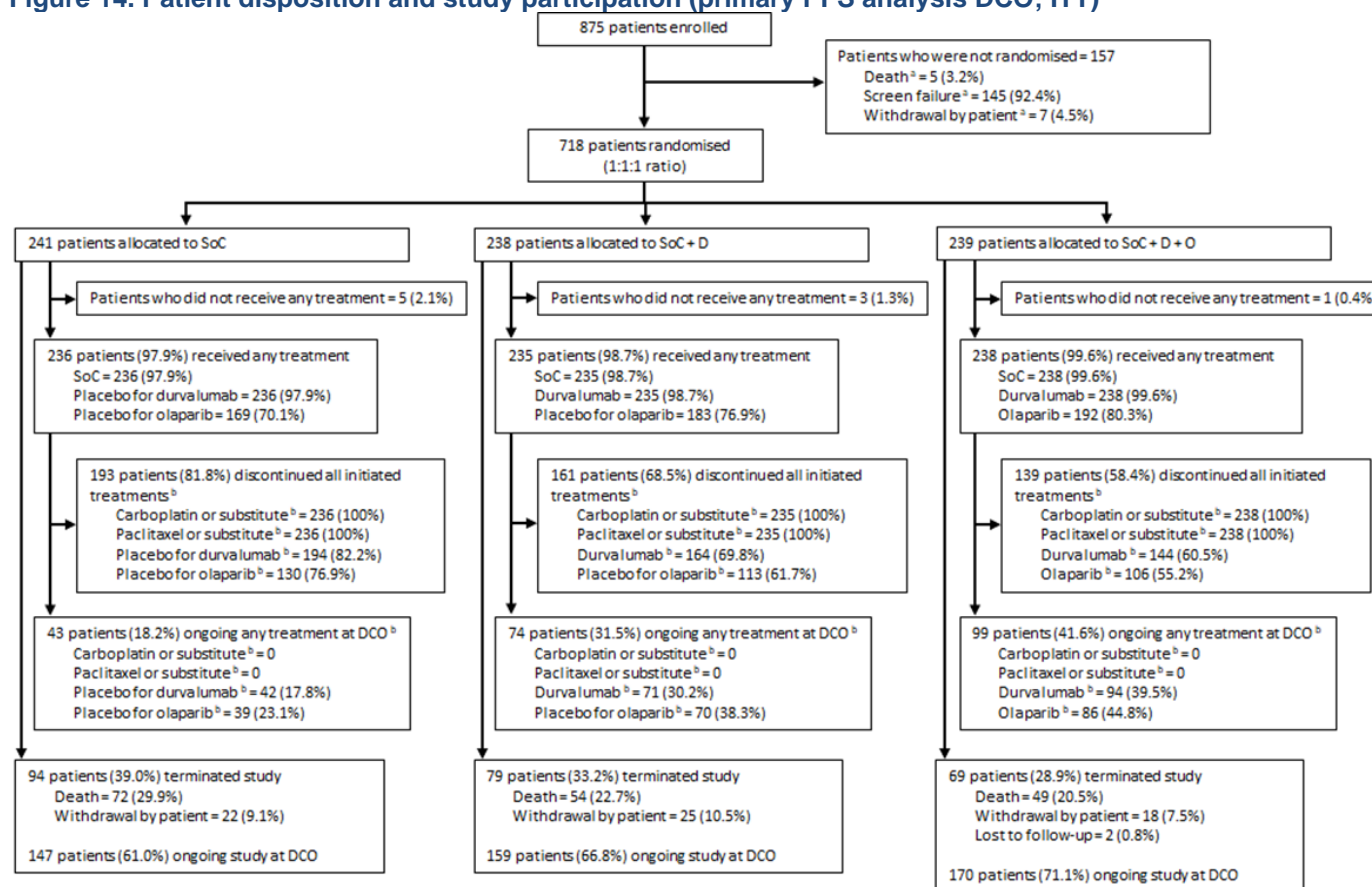 Figure 14. Patient disposition and study participation (primary PFS analysis DCO; ITT)
875 patients enrolled
Patients who were not randomised = 157
Death ᵃ = 5 (3.2%)
Screen failure ᵃ = 145 (92.4%)
Withdrawal by patient ᵃ = 7 (4.5%)
718 patients randomised
(1:1:1 ratio)
241 patients allocated to SoC
Patients who did not receive any treatment = 5 (2.1%)
236 patients (97.9%) received any treatment
SoC = 236 (97.9%)
Placebo for durvalumab = 236 (97.9%)
Placebo for olaparib = 169 (70.1%)
193 patients (81.8%) discontinued all initiated
treatments ᵇ
Carboplatin or substitute ᵇ = 236 (100%)
Paclitaxel or substitute ᵇ = 236 (100%)
Placebo for durvalumab ᵇ = 194 (82.2%)
Placebo for olaparib ᵇ = 130 (76.9%)
43 patients (18.2%) ongoing any treatment at DCO ᵇ
Carboplatin or substitute ᵇ = 0
Paclitaxel or substitute ᵇ = 0
Placebo for durvalumab ᵇ = 42 (17.8%)
Placebo for olaparib ᵇ = 39 (23.1%)
94 patients (39.0%) terminated study
Death = 72 (29.9%)
Withdrawal by patient = 22 (9.1%)
147 patients (61.0%) ongoing study at DCO
238 patients allocated to SoC + D
Patients who did not receive any treatment = 3 (1.3%)
235 patients (98.7%) received any treatment
SoC = 235 (98.7%)
Durvalumab = 235 (98.7%)
Placebo for olaparib = 183 (76.9%)
161 patients (68.5%) discontinued all initiated
treatments ᵇ
Carboplatin or substitute ᵇ = 235 (100%)
Paclitaxel or substitute ᵇ = 235 (100%)
Durvalumab ᵇ = 164 (69.8%)
Placebo for olaparib ᵇ = 113 (61.7%)
74 patients (31.5%) ongoing any treatment at DCO ᵇ
Carboplatin or substitute ᵇ = 0
Paclitaxel or substitute ᵇ = 0
Durvalumab ᵇ = 71 (30.2%)
Placebo for olaparib ᵇ = 70 (38.3%)
79 patients (33.2%) terminated study
Death = 54 (22.7%)
Withdrawal by patient = 25 (10.5%)
159 patients (66.8%) ongoing study at DCO
239 patients allocated to SoC + D + O
Patients who did not receive any treatment = 1 (0.4%
238 patients (99.6%) received any treatment
SoC = 238 (99.6%)
Durvalumab = 238 (99.6%)
Olaparib = 192 (80.3%)
139 patients (58.4%) discontinued all initiated
treatments ᵇ
Carboplatin or substitute ᵇ = 238 (100%)
Paclitaxel or substitute ᵇ = 238 (100%)
Durvalumab ᵇ = 144 (60.5%)
Olaparib ᵇ = 106 (55.2%)
99 patients (41.6%) ongoing any treatment at DCO ᵇ
Carboplatin or substitute ᵇ = 0
Paclitaxel or substitute ᵇ = 0
Durvalumab ᵇ = 94 (39.5%)
Olaparib ᵇ = 86 (44.8%)
69 patients (28.9%) terminated study
Death = 49 (20.5%)
Withdrawal by patient = 18 (7.5%)
Lost to follow-up = 2 (0.8%)
170 patients (71.1%) ongoing study at DCO